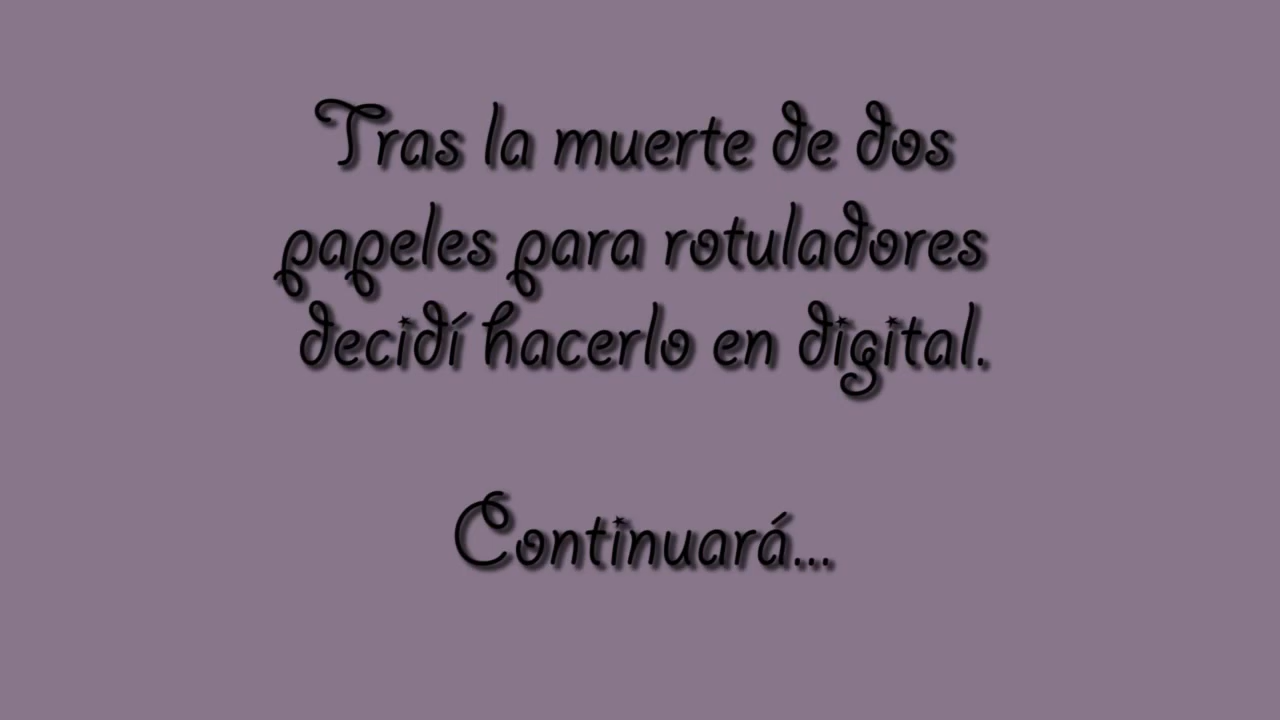 Tras la muerte de dos
papeles para rotuladores
decidí hacerlo en digital.
Continuará...